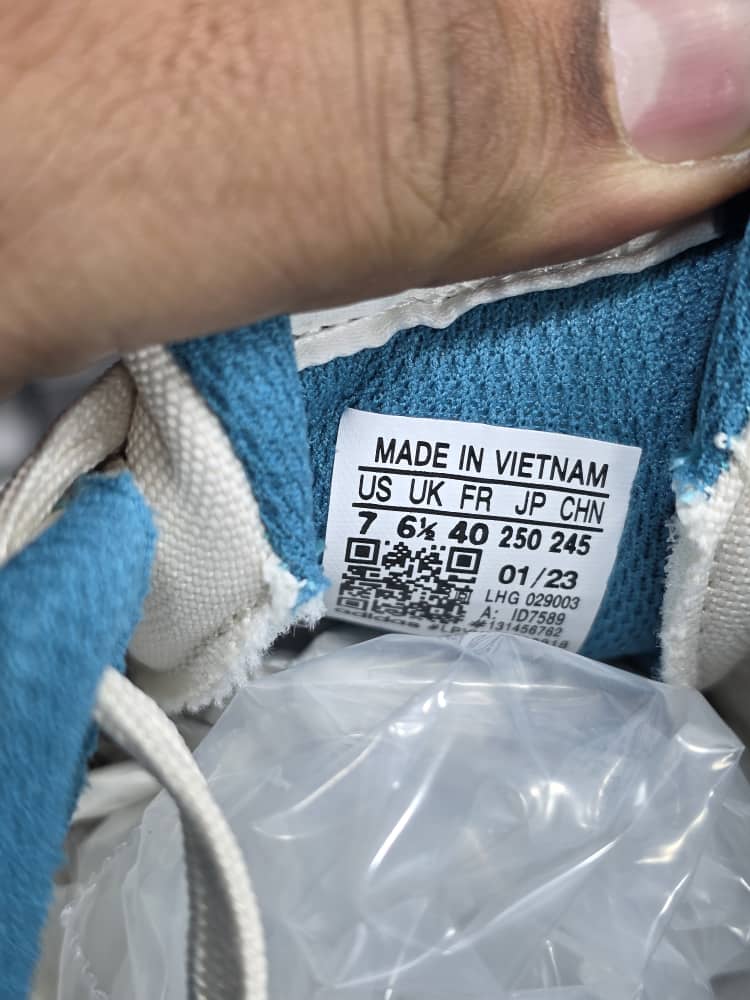 MADE IN VIETNAM
US UK FR JP CHN
7 6½ 40 250 245
01/23
LHG 029003
A: ID7589
#131456762
adidas